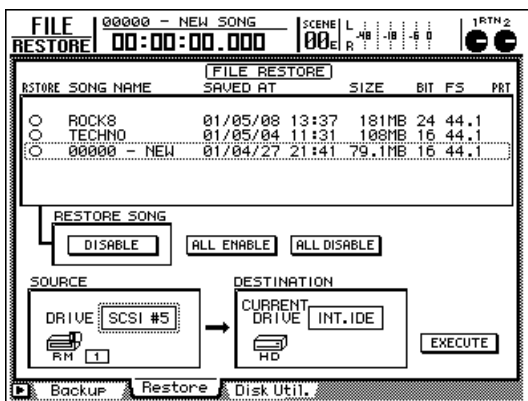 FILE RESTORE 00000 - NEW SONG 00:00:00.000 SCENE 00E L R -48 -18 -6 0 1 RTN 2
FILE RESTORE
RSTORE SONG NAME SAVED AT SIZE BIT FS PRT
ROCK8 01/05/08 13:37 181MB 24 44.1
TECHNO 01/05/04 11:31 108MB 16 44.1
00000 - NEW 01/04/27 21:41 79.1MB 16 44.1
RESTORE SONG
DISABLE ALL ENABLE ALL DISABLE
SOURCE DESTINATION
DRIVE SCSI #5 CURRENT DRIVE INT.IDE
RM 1 HD EXECUTE
Backup Restore Disk Util.